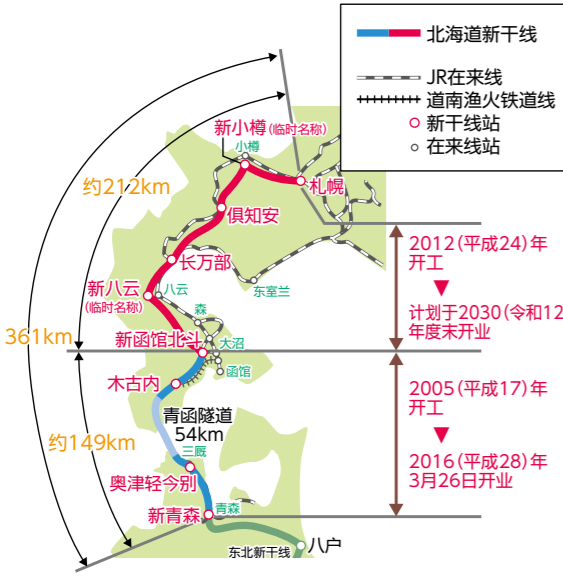 北海道新干线
JR在来线
道南渔火铁道线
新干线站
在来线站
新小樽(临时名称)
小樽
札幌
约212km
俱知安
长万部
新八云
(临时名称)
八云
东室兰
森
361km
新函馆北斗
大沼
函馆
木古内
青函隧道
54km
约149km
三厩
奥津轻今别
新青森
青森
东北新干线
八户
2012(平成24)年
开工
计划于2030(令和12
年度末开业
2005(平成17)年
开工
2016(平成28)年
3月26日开业